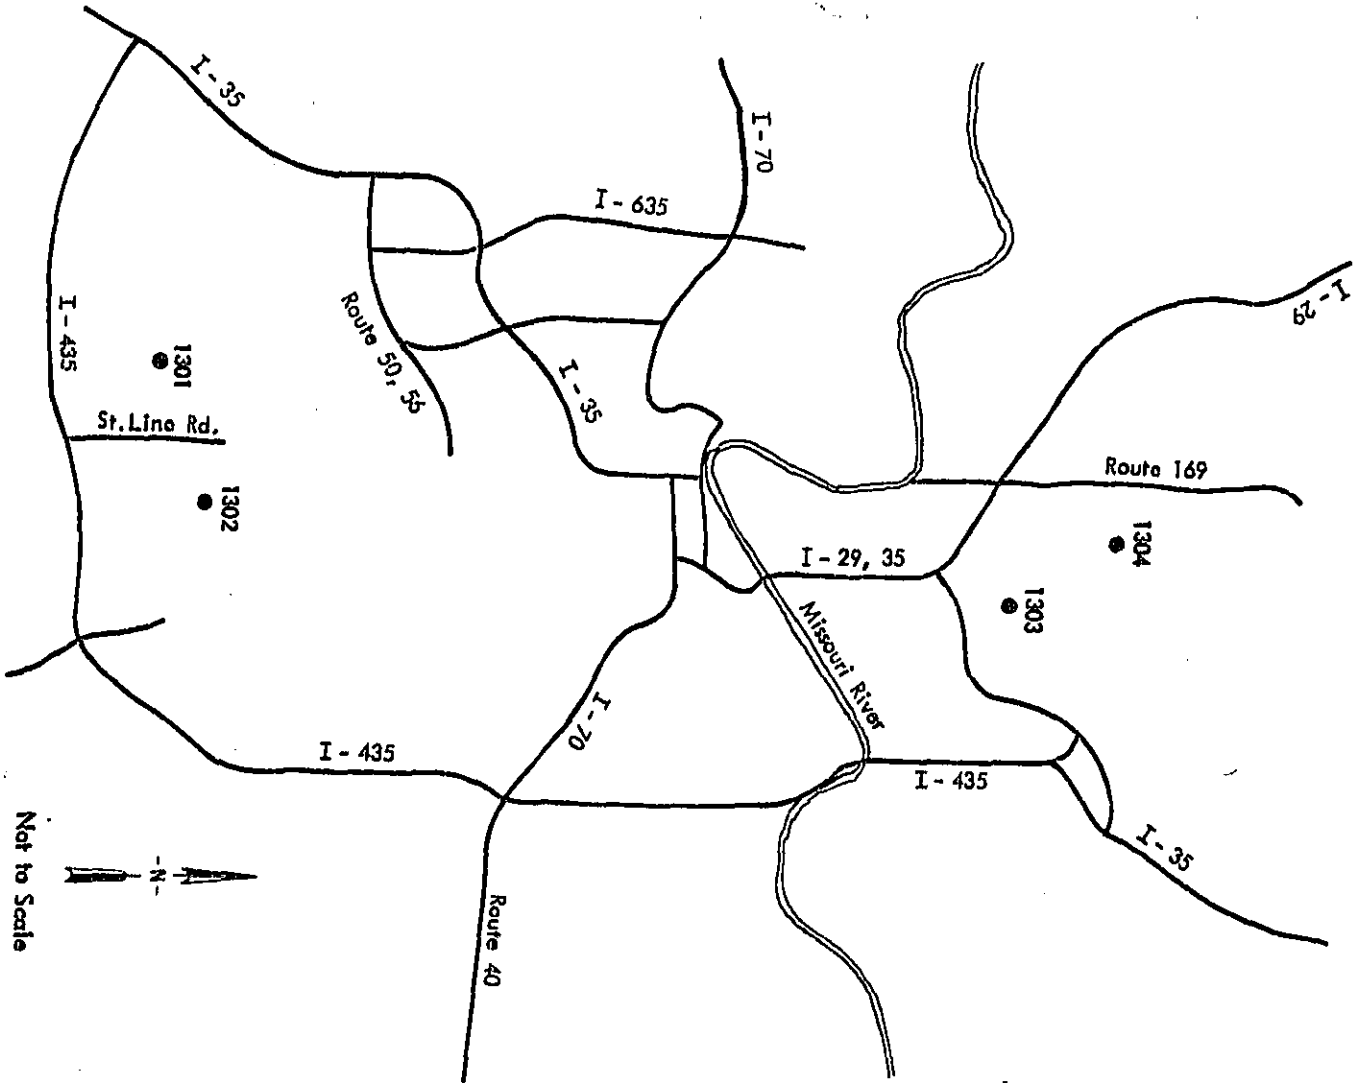 I - 35
I - 70
I - 635
I - 29
I - 435
1301
Route 50, 56
I - 35
St. Line Rd.
Route 169
1302
1304
I - 29, 35
1303
Missouri River
I - 70
I - 435
I - 435
I - 35
Route 40
-N-
Not to Scale